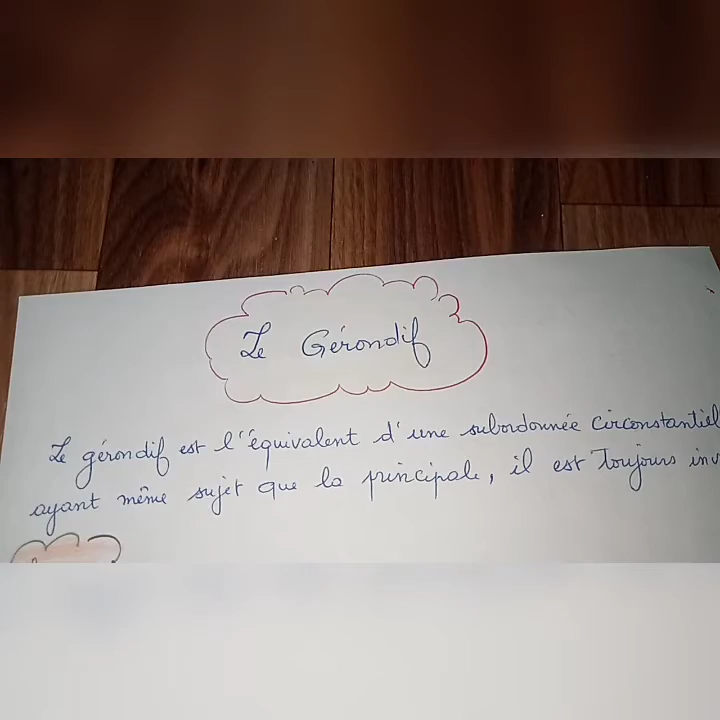 Le Gérondif
Le gérondif est l'équivalent d'une subordonnée circonstantiel
ayant même sujet que la principale, il est Toujours inv